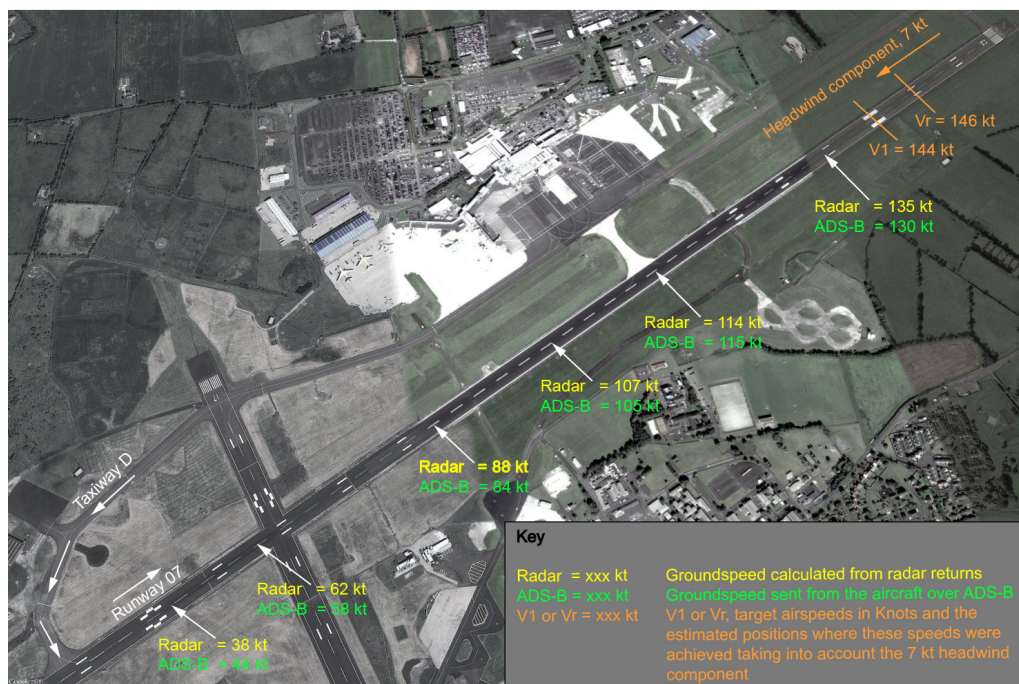 Headwind component, 7 kt
Vr = 146 kt
V1 = 144 kt
Radar = 135 kt
ADS-B = 130 kt
Radar = 114 kt
ADS-B = 115 kt
Radar = 107 kt
ADS-B = 105 kt
Radar = 88 kt
ADS-B = 84 kt
Taxiway D
Runway 07
Radar = 62 kt
ADS-B = 68 kt
Radar = 38 kt
ADS-B = 44 kt
Key
Radar = xxx kt Groundspeed calculated from radar returns
ADS-B = xxx kt Groundspeed sent from the aircraft over ADS-B
V1 or Vr = xxx kt V1 or Vr, target airspeeds in Knots and the
estimated positions where these speeds were
achieved taking into account the 7 kt headwind
component